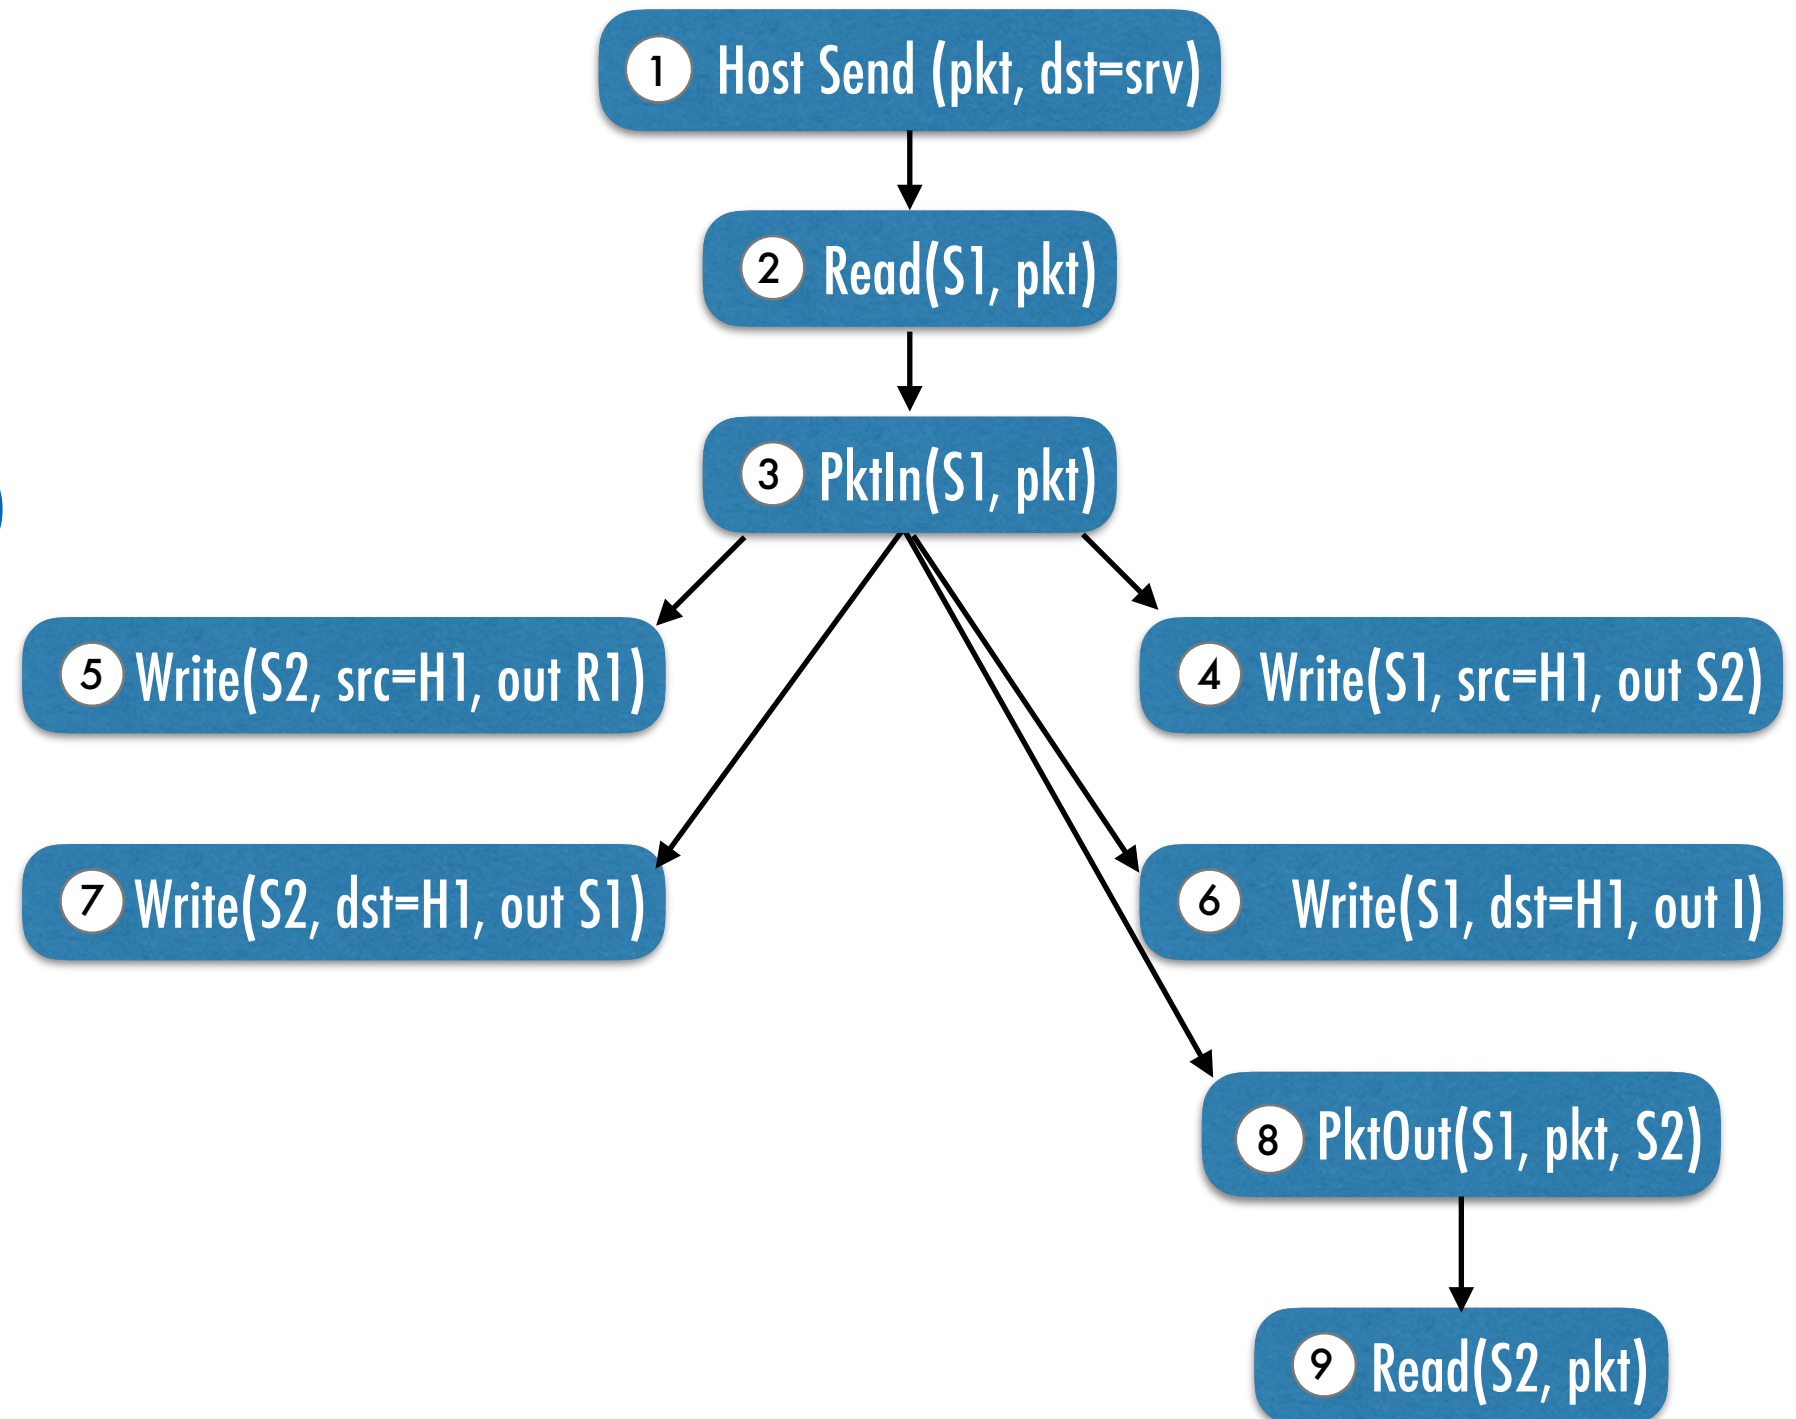 1 Host Send (pkt, dst=srv)
2 Read(S1, pkt)
3 PktIn(S1, pkt)
5 Write(S2, src=H1, out R1)
4 Write(S1, src=H1, out S2)
7 Write(S2, dst=H1, out S1)
6 Write(S1, dst=H1, out I)
8 PktOut(S1, pkt, S2)
9 Read(S2, pkt)